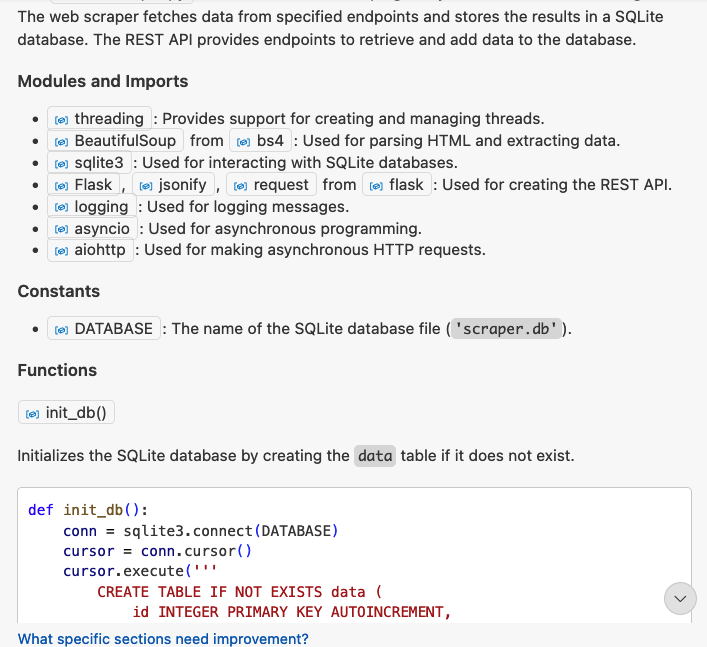 The web scraper fetches data from specified endpoints and stores the results in a SQLite
database. The REST API provides endpoints to retrieve and add data to the database.
Modules and Imports
• threading : Provides support for creating and managing threads.
• BeautifulSoup from bs4 : Used for parsing HTML and extracting data.
• sqlite3 : Used for interacting with SQLite databases.
• Flask , jsonify , request from flask : Used for creating the REST API.
• logging : Used for logging messages.
• asyncio : Used for asynchronous programming.
• aiohttp : Used for making asynchronous HTTP requests.
Constants
• DATABASE : The name of the SQLite database file ( 'scraper.db' ).
Functions
init_db()
Initializes the SQLite database by creating the data table if it does not exist.
def init_db():
    conn = sqlite3.connect(DATABASE)
    cursor = conn.cursor()
    cursor.execute('''
        CREATE TABLE IF NOT EXISTS data (
            id INTEGER PRIMARY KEY AUTOINCREMENT,
What specific sections need improvement?